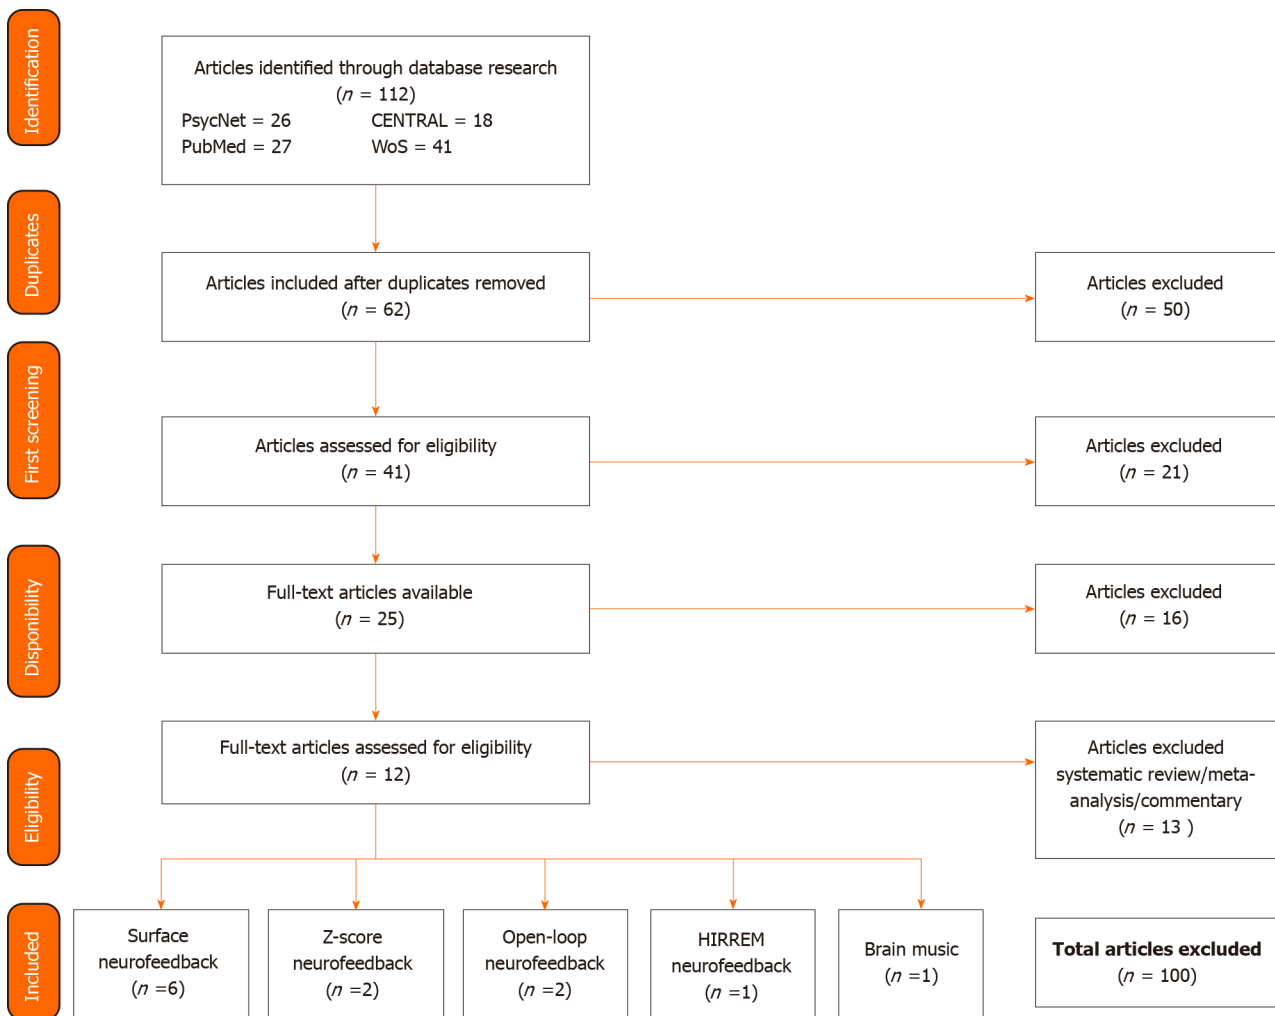 Identification
Articles identified through database research
(n = 112)
PsycNet = 26 CENTRAL = 18
PubMed = 27 WoS = 41
Duplicates
Articles included after duplicates removed
(n = 62)
Articles excluded
(n = 50)
First screening
Articles assessed for eligibility
(n = 41)
Articles excluded
(n = 21)
Disponibility
Full-text articles available
(n = 25)
Articles excluded
(n = 16)
Eligibility
Full-text articles assessed for eligibility
(n = 12)
Articles excluded
systematic review/meta-
analysis/commentary
(n = 13 )
Included
Surface
neurofeedback
(n =6)
Z-score
neurofeedback
(n =2)
Open-loop
neurofeedback
(n =2)
HIRREM
neurofeedback
(n =1)
Brain music
(n =1)
Total articles excluded
(n = 100)